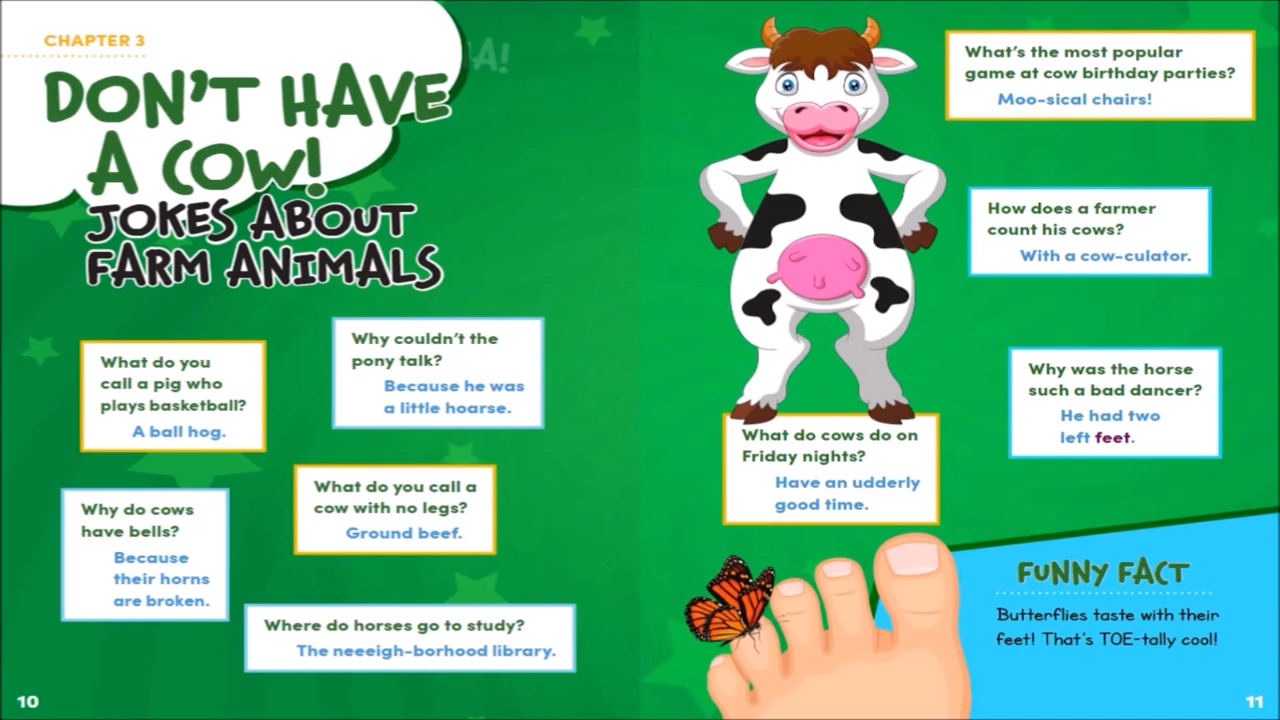 CHAPTER 3
DON'T HAVE
A COW!
JOKES ABOUT
FARM ANIMALS
What do you
call a pig who
plays basketball?
A ball hog.
Why couldn't the
pony talk?
Because he was
a little hoarse.
Why do cows
have bells?
Because
their horns
are broken.
What do you call a
cow with no legs?
Ground beef.
Where do horses go to study?
The neeeigh-borhood library.
10
A!
What's the most popular
game at cow birthday parties?
Moo-sical chairs!
How does a farmer
count his cows?
With a cow-culator.
Why was the horse
such a bad dancer?
He had two
left feet.
What do cows do on
Friday nights?
Have an udderly
good time.
FUNNY FACT
Butterflies taste with their
feet! That's TOE-tally cool!
11